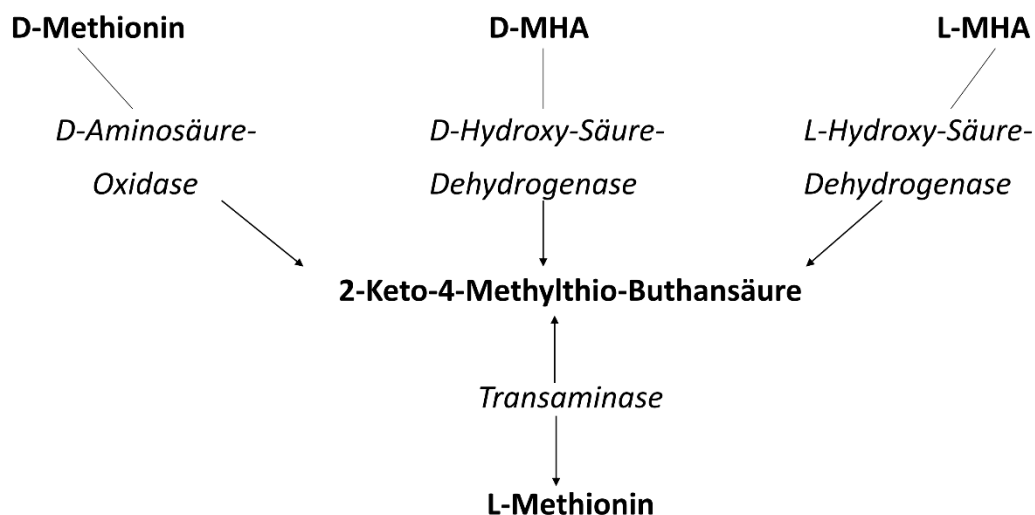 D-Methionin
D-MHA
L-MHA
D-Aminosäure-
Oxidase
D-Hydroxy-Säure-
Dehydrogenase
L-Hydroxy-Säure-
Dehydrogenase
2-Keto-4-Methylthio-Buthansäure
Transaminase
L-Methionin